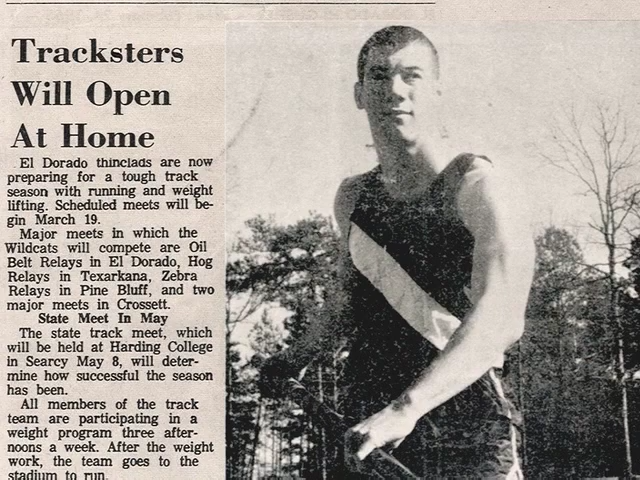 Tracksters
Will Open
At Home
El Dorado thinclads are now
preparing for a tough track
season with running and weight
lifting. Scheduled meets will be-
gin March 19.
Major meets in which the
Wildcats will compete are Oil
Belt Relays in El Dorado, Hog
Relays in Texarkana, Zebra
Relays in Pine Bluff, and two
major meets in Crossett.
State Meet In May
The state track meet, which
will be held at Harding College
in Searcy May 8, will deter-
mine how successful the season
has been.
All members of the track
team are participating in a
weight program three after-
noons a week. After the weight
work, the team goes to the
stadium to run.